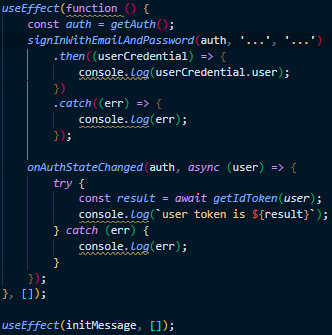 useEffect(function () {
    const auth = getAuth();
    signInWithEmailAndPassword(auth, '...', '...')
        .then((userCredential) => {
            console.log(userCredential.user);
        })
        .catch((err) => {
            console.log(err);
        });

    onAuthStateChanged(auth, async (user) => {
        try {
            const result = await getIdToken(user);
            console.log(`user token is ${result}`);
        } catch (err) {
            console.log(err);
        }
    });
}, []);

useEffect(initMessage, []);